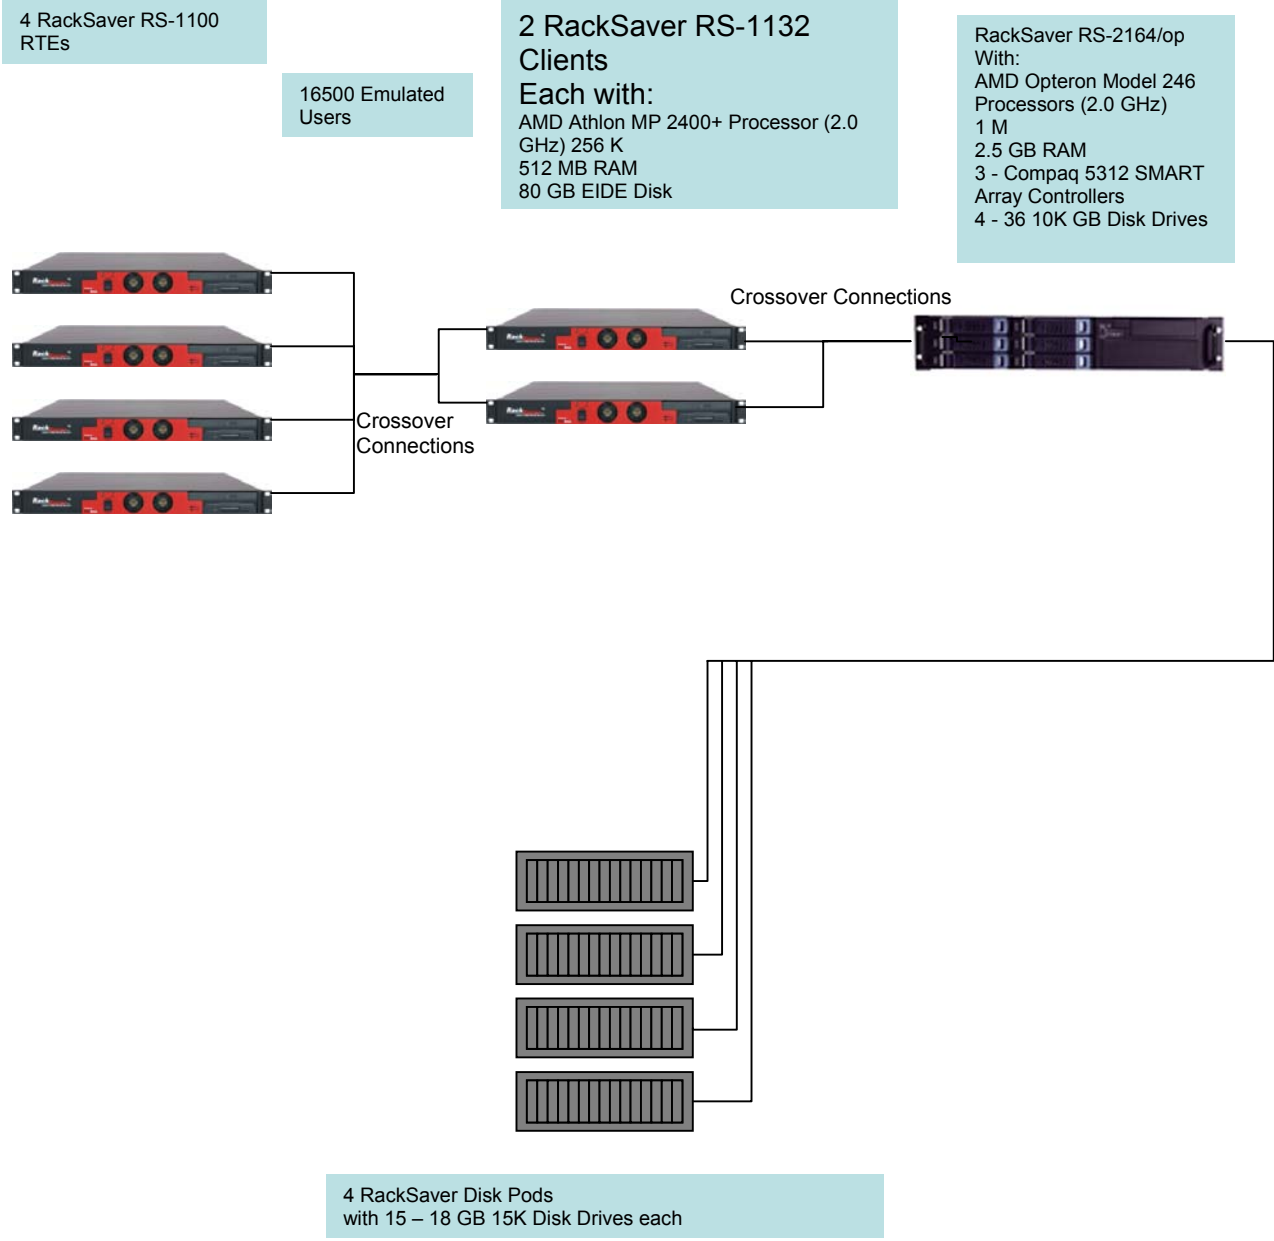 4 RackSaver RS-1100
RTEs
16500 Emulated
Users
2 RackSaver RS-1132
Clients
Each with:
AMD Athlon MP 2400+ Processor (2.0
GHz) 256 K
512 MB RAM
80 GB EIDE Disk
RackSaver RS-2164/op
With:
AMD Opteron Model 246
Processors (2.0 GHz)
1 M
2.5 GB RAM
3 - Compaq 5312 SMART
Array Controllers
4 - 36 10K GB Disk Drives
Crossover Connections
Crossover
Connections
4 RackSaver Disk Pods
with 15 – 18 GB 15K Disk Drives each